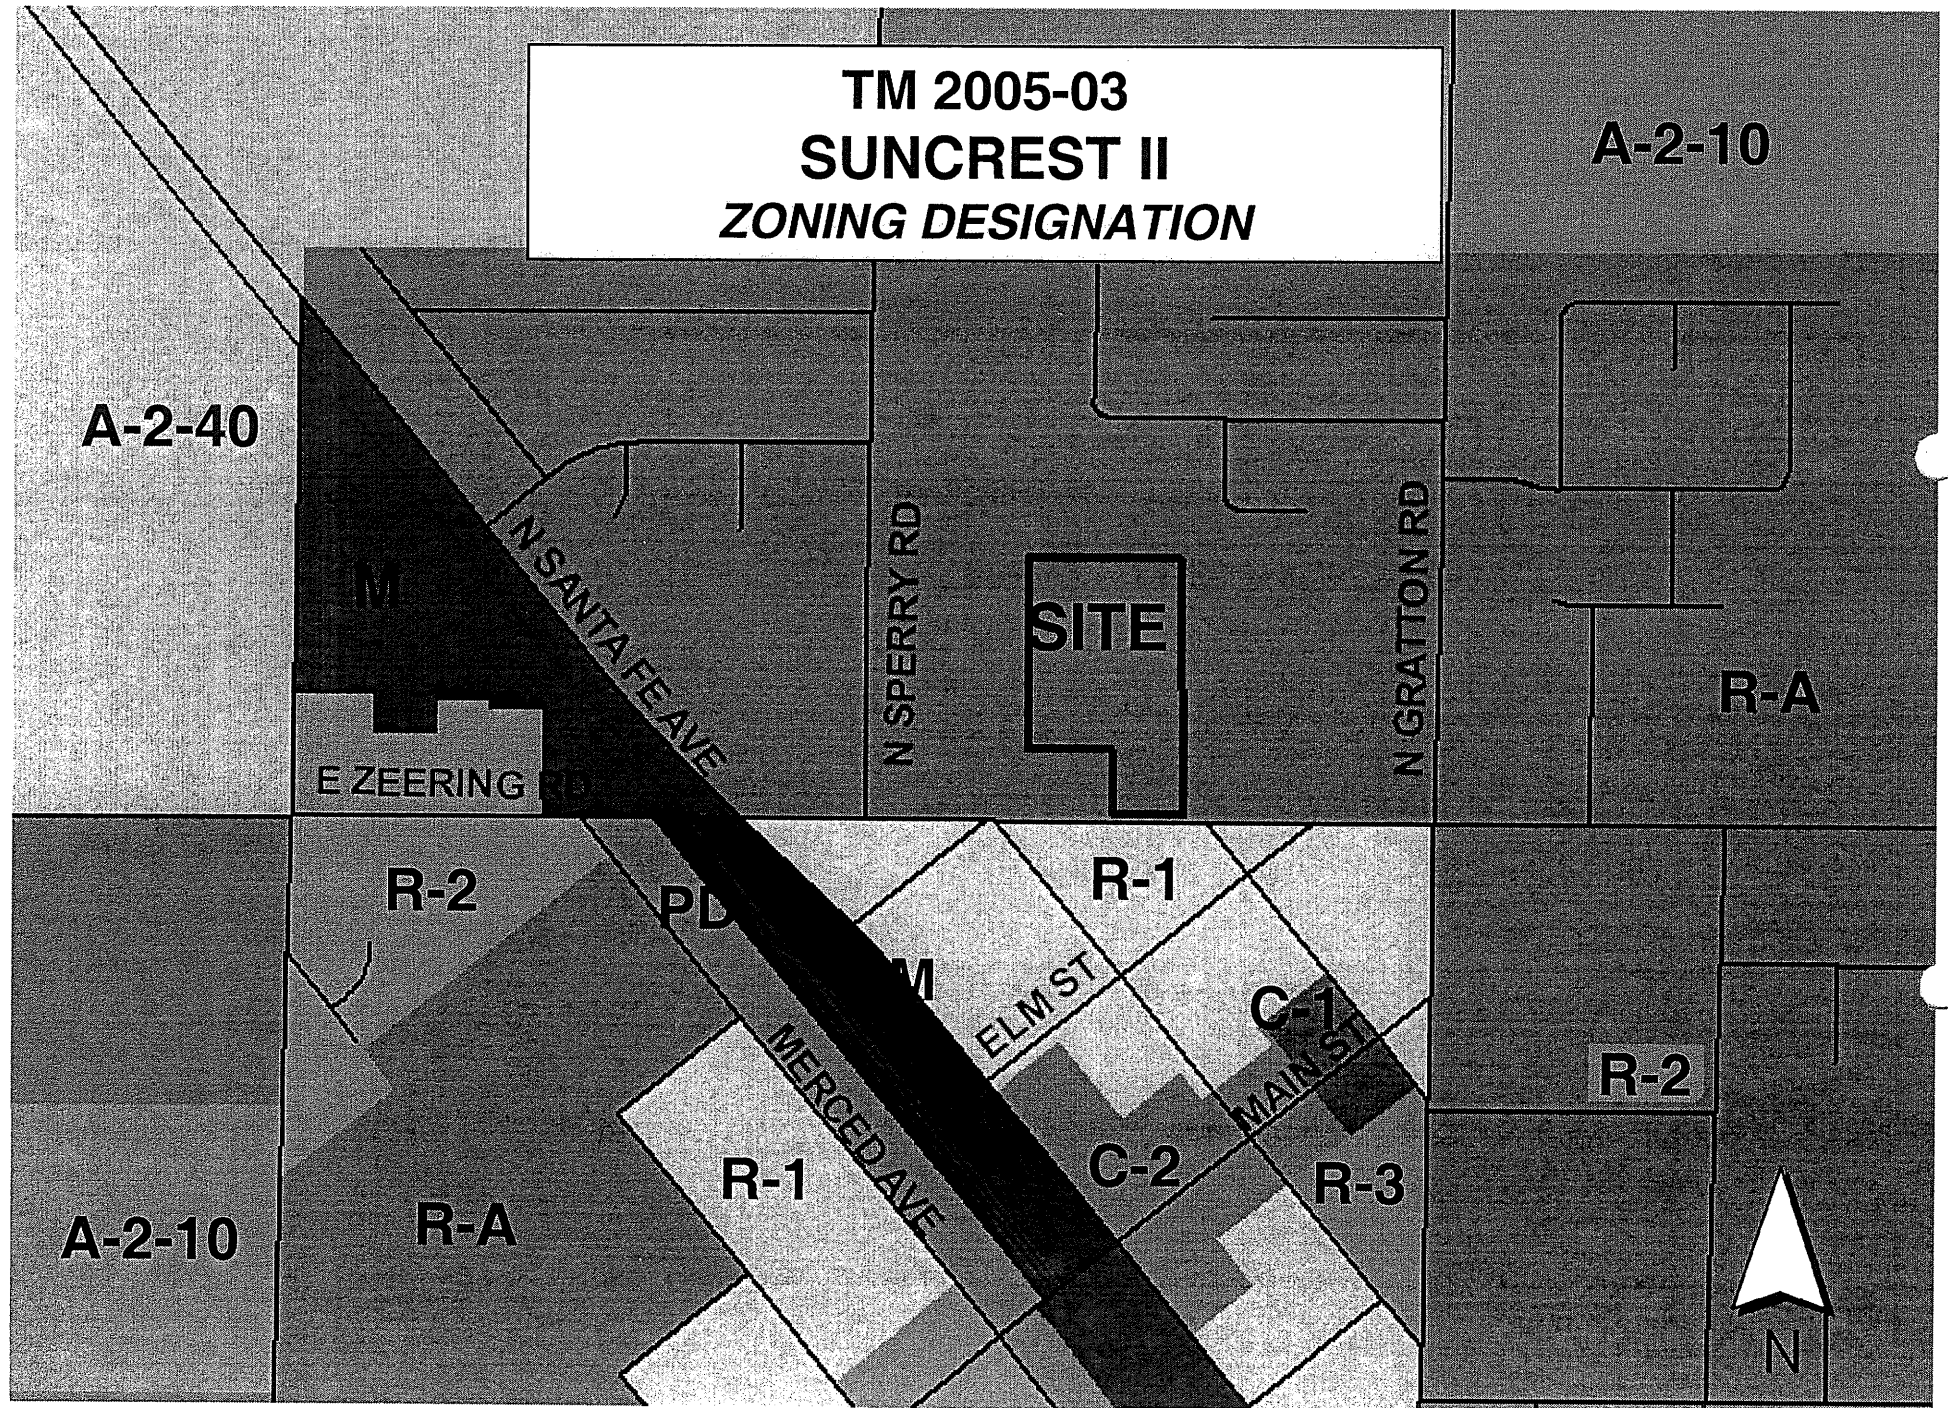 TM 2005-03
SUNCREST II
ZONING DESIGNATION
A-2-10
A-2-40
M
N SANTA FE AVE
N SPERRY RD
SITE
N GRATTON RD
R-A
E ZEERING RD
R-2
PD
R-1
M
ELM ST
C-1
MAIN ST
R-2
MERCED AVE
R-1
C-2
R-3
A-2-10
R-A
N